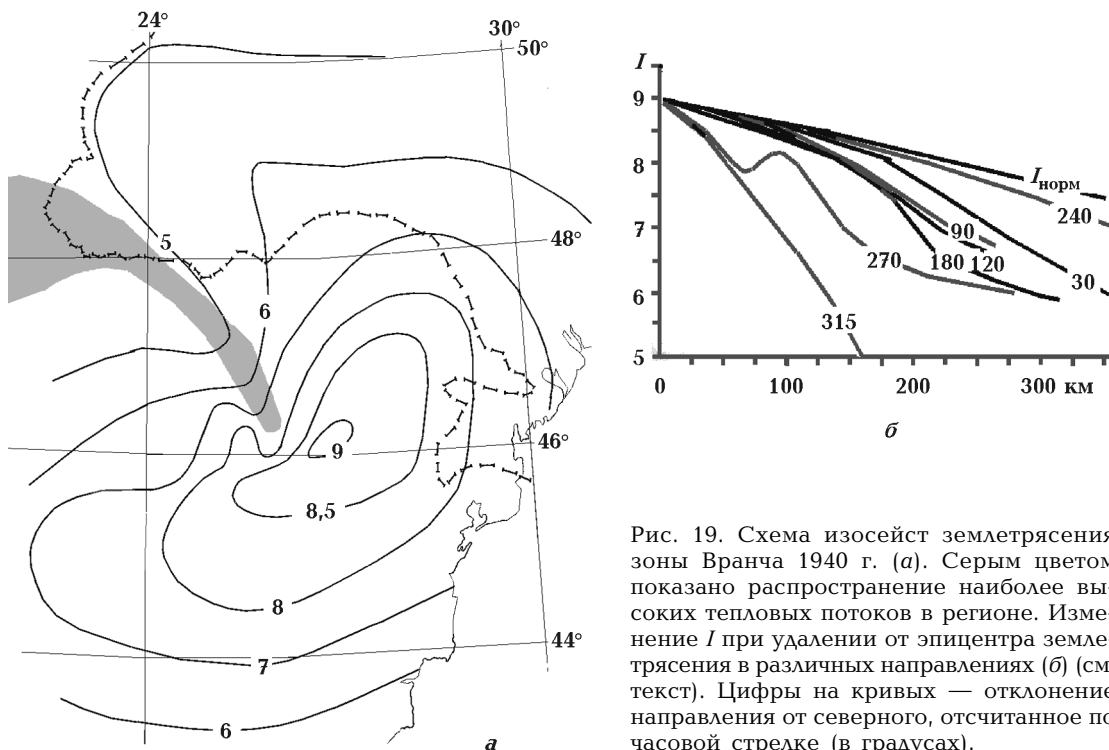 24°
30°
50°
48°
46°
44°
5
6
9
8,5
8
7
6
а
I
9
8
7
6
5
Iнорм
240
90
270
180
120
30
315
0
100
200
300 км
б
Рис. 19. Схема изосейст землетрясения
зоны Вранча 1940 г. (а). Серым цветом
показано распространение наиболее вы-
соких тепловых потоков в регионе. Изме-
нение I при удалении от эпицентра земле-
трясения в различных направлениях (б) (см
текст). Цифры на кривых — отклонение
направления от северного, отсчитанное по
часовой стрелке (в градусах).